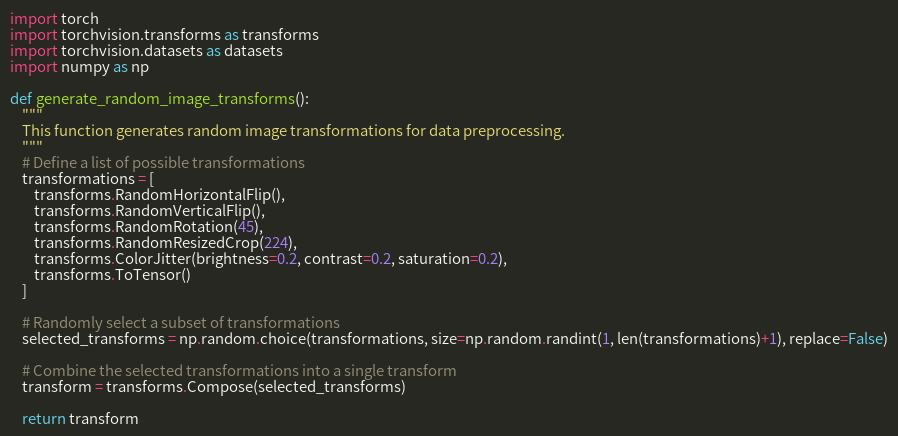 import torch
import torchvision.transforms as transforms
import torchvision.datasets as datasets
import numpy as np

def generate_random_image_transforms():
    """
    This function generates random image transformations for data preprocessing.
    """
    # Define a list of possible transformations
    transformations = [
        transforms.RandomHorizontalFlip(),
        transforms.RandomVerticalFlip(),
        transforms.RandomRotation(45),
        transforms.RandomResizedCrop(224),
        transforms.ColorJitter(brightness=0.2, contrast=0.2, saturation=0.2),
        transforms.ToTensor()
    ]

    # Randomly select a subset of transformations
    selected_transforms = np.random.choice(transformations, size=np.random.randint(1, len(transformations)+1), replace=False)

    # Combine the selected transformations into a single transform
    transform = transforms.Compose(selected_transforms)

    return transform